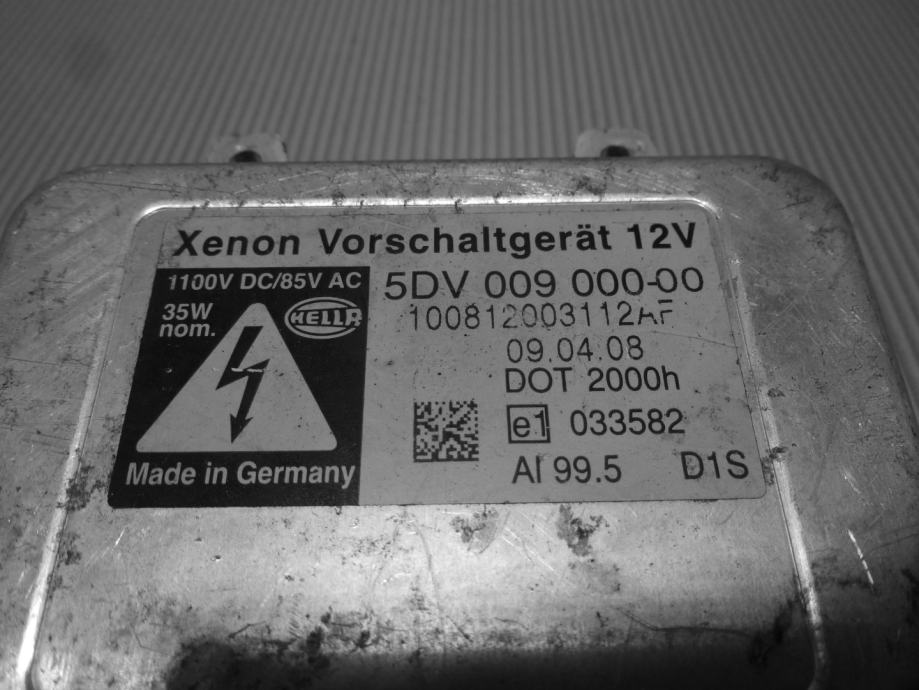 Xenon Vorschaltgerät 12V
1100V DC/85V AC
35W
nom.
HELLA
Made in Germany
5DV 009 000-00
100812003112AF
09.04.08
DOT 2000h
e1 033582
Al 99.5 D1S